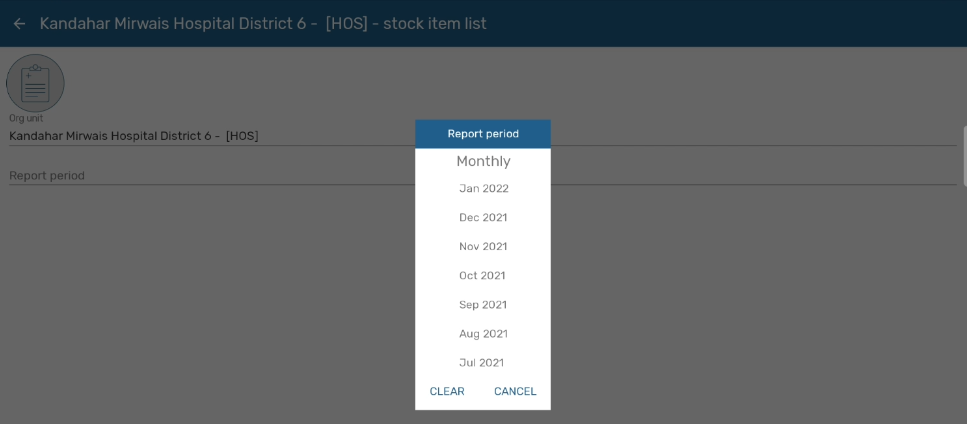 Kandahar Mirwais Hospital District 6 -  [HOS] - stock item list
Org unit
Kandahar Mirwais Hospital District 6 -  [HOS]
Report period
Report period
Monthly
Jan 2022
Dec 2021
Nov 2021
Oct 2021
Sep 2021
Aug 2021
Jul 2021
CLEAR CANCEL